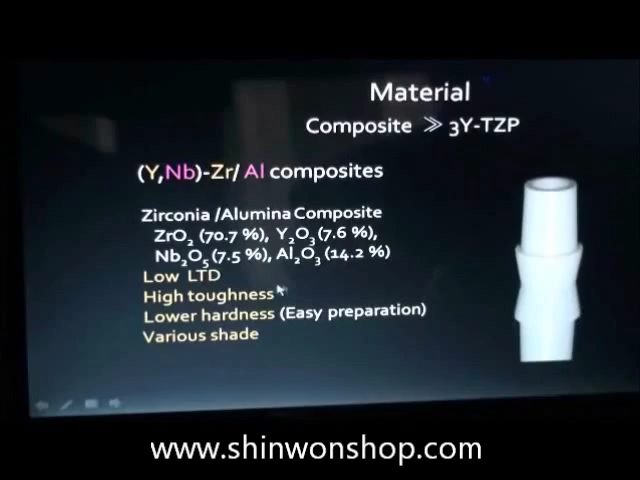 Material
Composite ≫ 3Y-TZP
(Y,Nb)-Zr/ Al composites
Zirconia /Alumina Composite
ZrO₂ (70.7 %), Y₂O₃ (7.6 %),
Nb₂O₅ (7.5 %), Al₂O₃ (14.2 %)
Low LTD
High toughness
Lower hardness (Easy preparation)
Various shade
www.shinwonshop.com